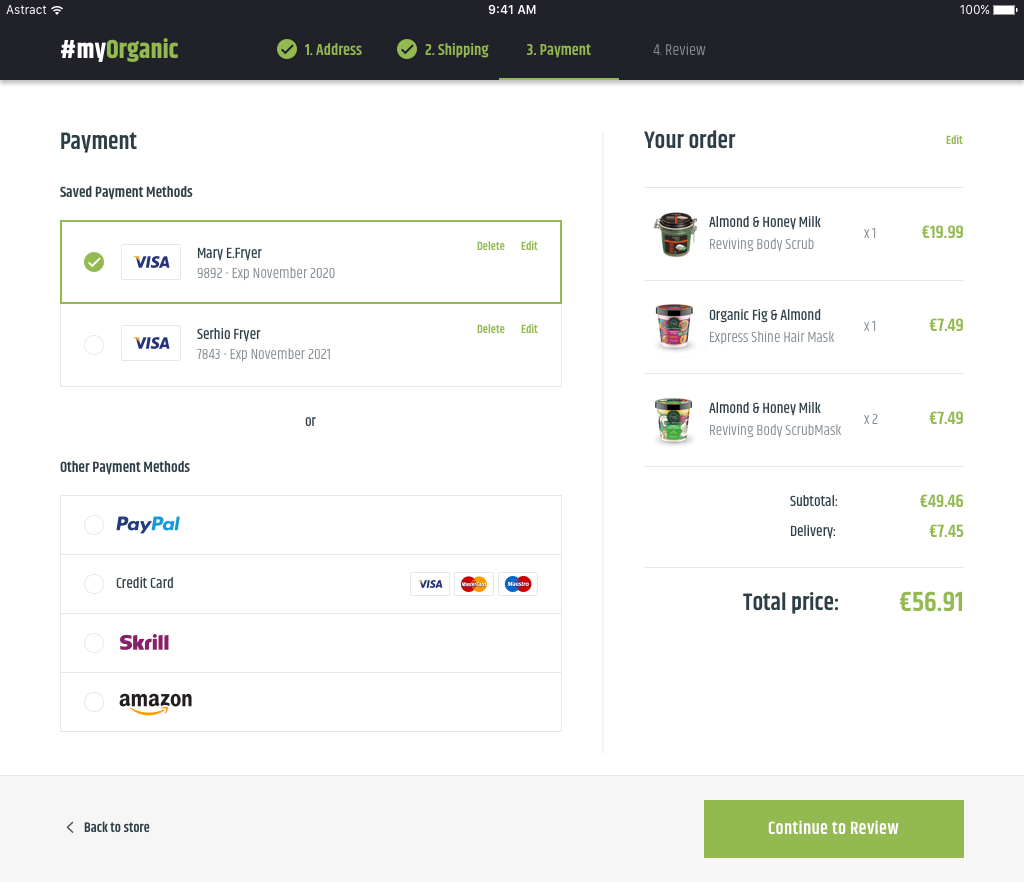 Astract 9:41 AM 100%
#myOrganic 1. Address 2. Shipping 3. Payment 4. Review
Payment
Saved Payment Methods
VISA Mary E.Fryer Delete Edit
9892 · Exp November 2020
VISA Serhio Fryer Delete Edit
7843 · Exp November 2021
or
Other Payment Methods
PayPal
Credit Card VISA MasterCard Maestro
Skrill
amazon
Your order Edit
Almond & Honey Milk
Reviving Body Scrub x 1 €19.99
Organic Fig & Almond
Express Shine Hair Mask x 1 €7.49
Almond & Honey Milk
Reviving Body ScrubMask x 2 €7.49
Subtotal: €49.46
Delivery: €7.45
Total price: €56.91
Back to store Continue to Review